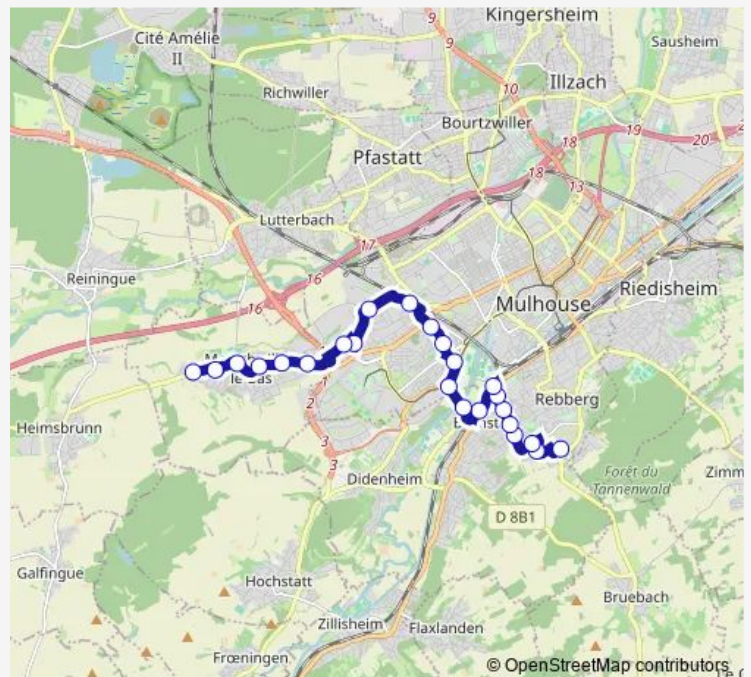 Kingersheim
Cité Amélie
II
9
9
Sausheim
Richwiller
10
Illzach
Bourtzwiller
18
19
20
Pfastatt
18
13
Lutterbach
17
Reiningue
16
16
Mulhouse
Riedisheim
le-Bas
1
2
Rebberg
Heimsbrunn
3
3
Didenheim
Forêt du
Tannenwald
Zimm
D 8B1
Galfingue
Hochstatt
Bruebach
Zillisheim
Flaxlanden
Frœningen
© OpenStreetMap contributors